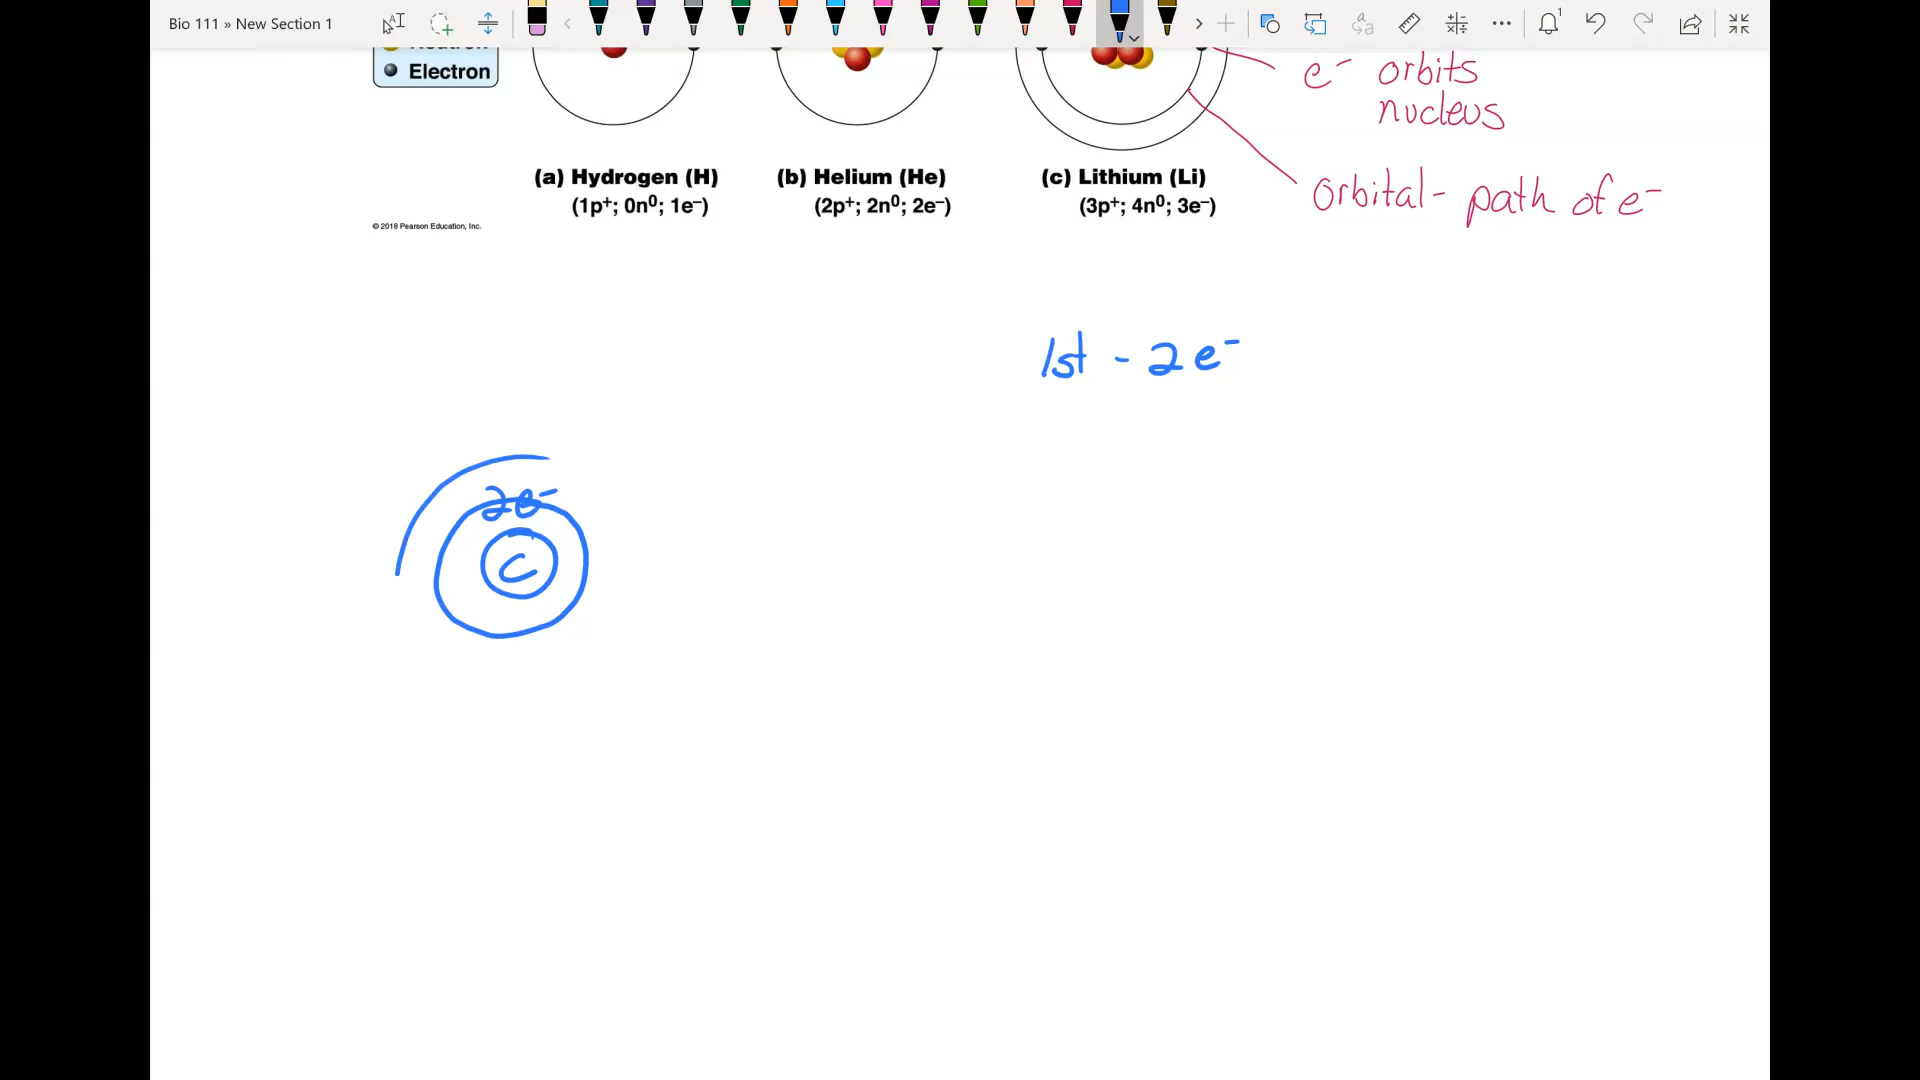 Bio 111 » New Section 1
Electron
e⁻ orbits
nucleus
(a) Hydrogen (H)
(1p⁺; 0n⁰; 1e⁻)
(b) Helium (He)
(2p⁺; 2n⁰; 2e⁻)
(c) Lithium (Li)
(3p⁺; 4n⁰; 3e⁻)
Orbital - path of e⁻
© 2018 Pearson Education, Inc.
1st - 2e⁻
2e⁻
C